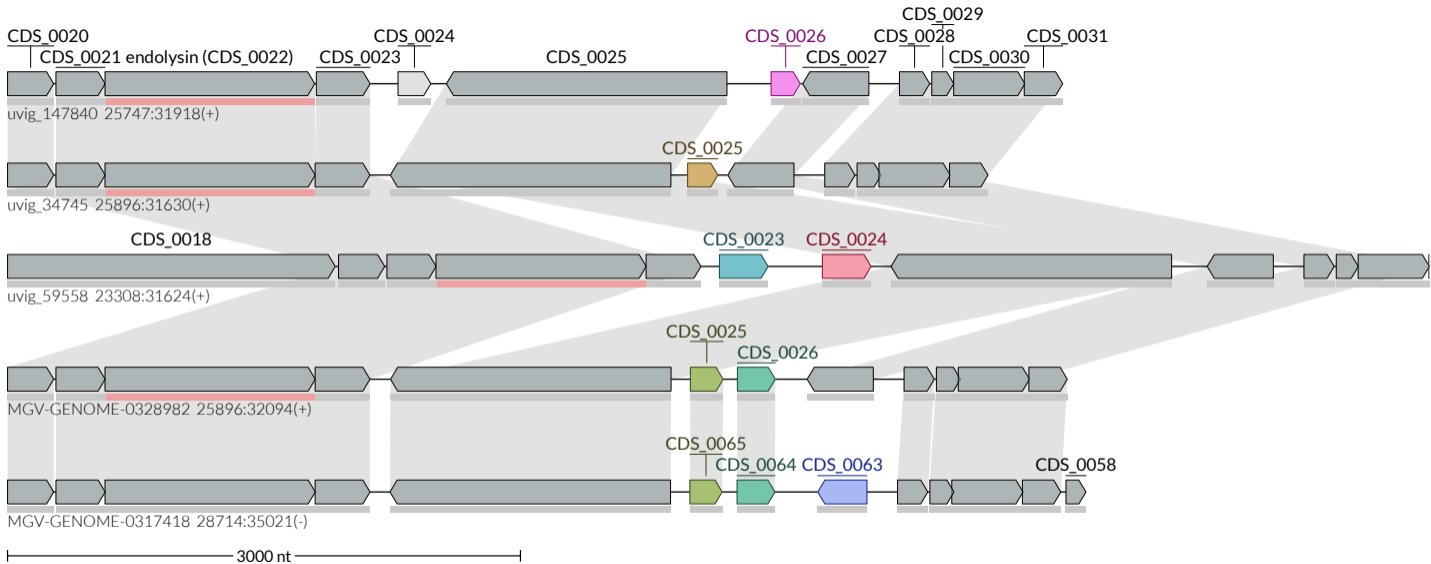 CDS_0029
CDS_0020 CDS_0024 CDS_0026 CDS_0028 CDS_0031
CDS_0021 endolysin (CDS_0022) CDS_0023 CDS_0025 CDS_0027 CDS_0030
uvig_147840 25747:31918(+)
CDS_0025
uvig_34745 25896:31630(+)
CDS_0018 CDS_0023 CDS_0024
uvig_59558 23308:31624(+)
CDS_0025
CDS_0026
MGV-GENOME-0328982 25896:32094(+)
CDS_0065
CDS_0064 CDS_0063 CDS_0058
MGV-GENOME-0317418 28714:35021(-)
3000 nt